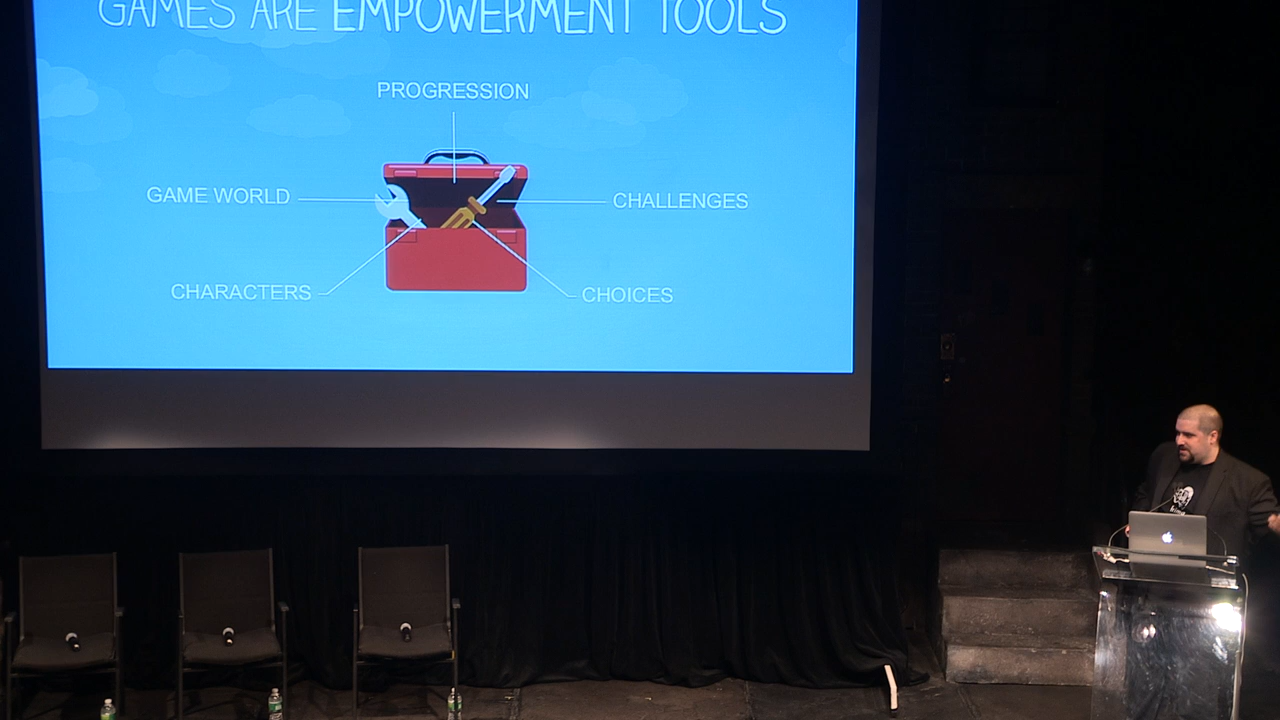 GAMES ARE EMPOWERMENT TOOLS
PROGRESSION
GAME WORLD
CHALLENGES
CHARACTERS
CHOICES